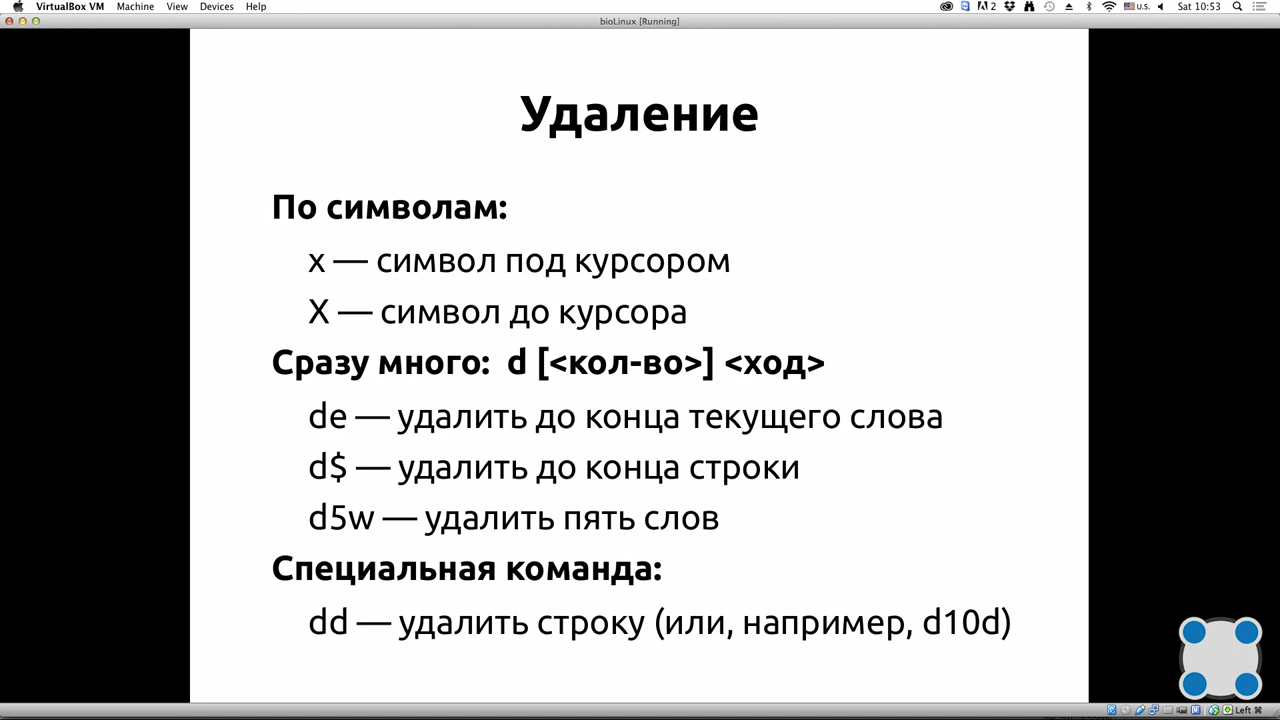 VirtualBox VM Machine View Devices Help
2 U.S. Sat 10:53
bioLinux [Running]
Удаление
По символам:
x — символ под курсором
X — символ до курсора
Сразу много: d [<кол-во>] <ход>
de — удалить до конца текущего слова
d$ — удалить до конца строки
d5w — удалить пять слов
Специальная команда:
dd — удалить строку (или, например, d10d)
Left ⌘